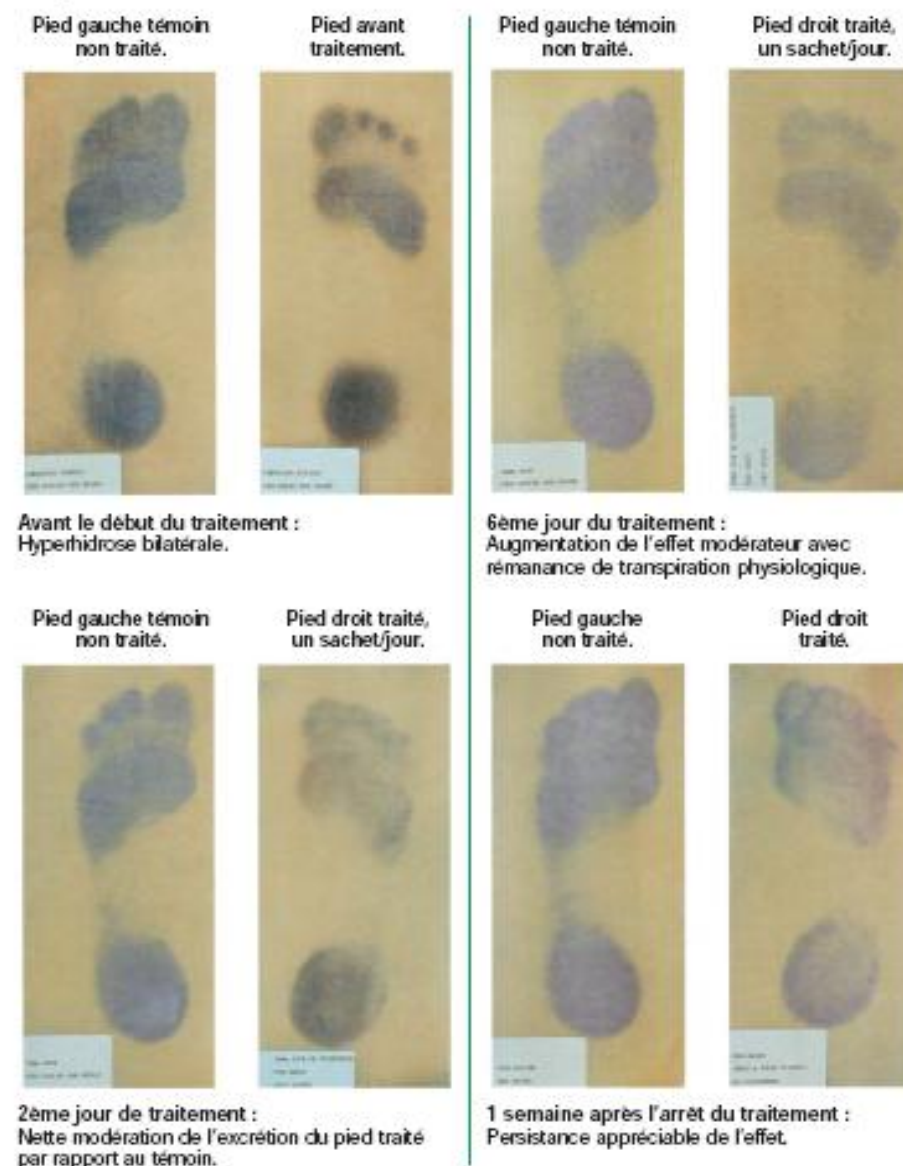 Pied gauche témoin
non traité.
Pied avant
traitement.
Avant le début du traitement :
Hyperhidrose bilatérale.
Pied gauche témoin
non traité.
Pied droit traité,
un sachet/jour.
6ème jour du traitement :
Augmentation de l'effet modérateur avec
rémanance de transpiration physiologique.
Pied gauche témoin
non traité.
Pied droit traité,
un sachet/jour.
2ème jour de traitement :
Nette modération de l'excrétion du pied traité
par rapport au témoin.
Pied gauche
non traité.
Pied droit
traité.
1 semaine après l'arrêt du traitement :
Persistance appréciable de l'effet.